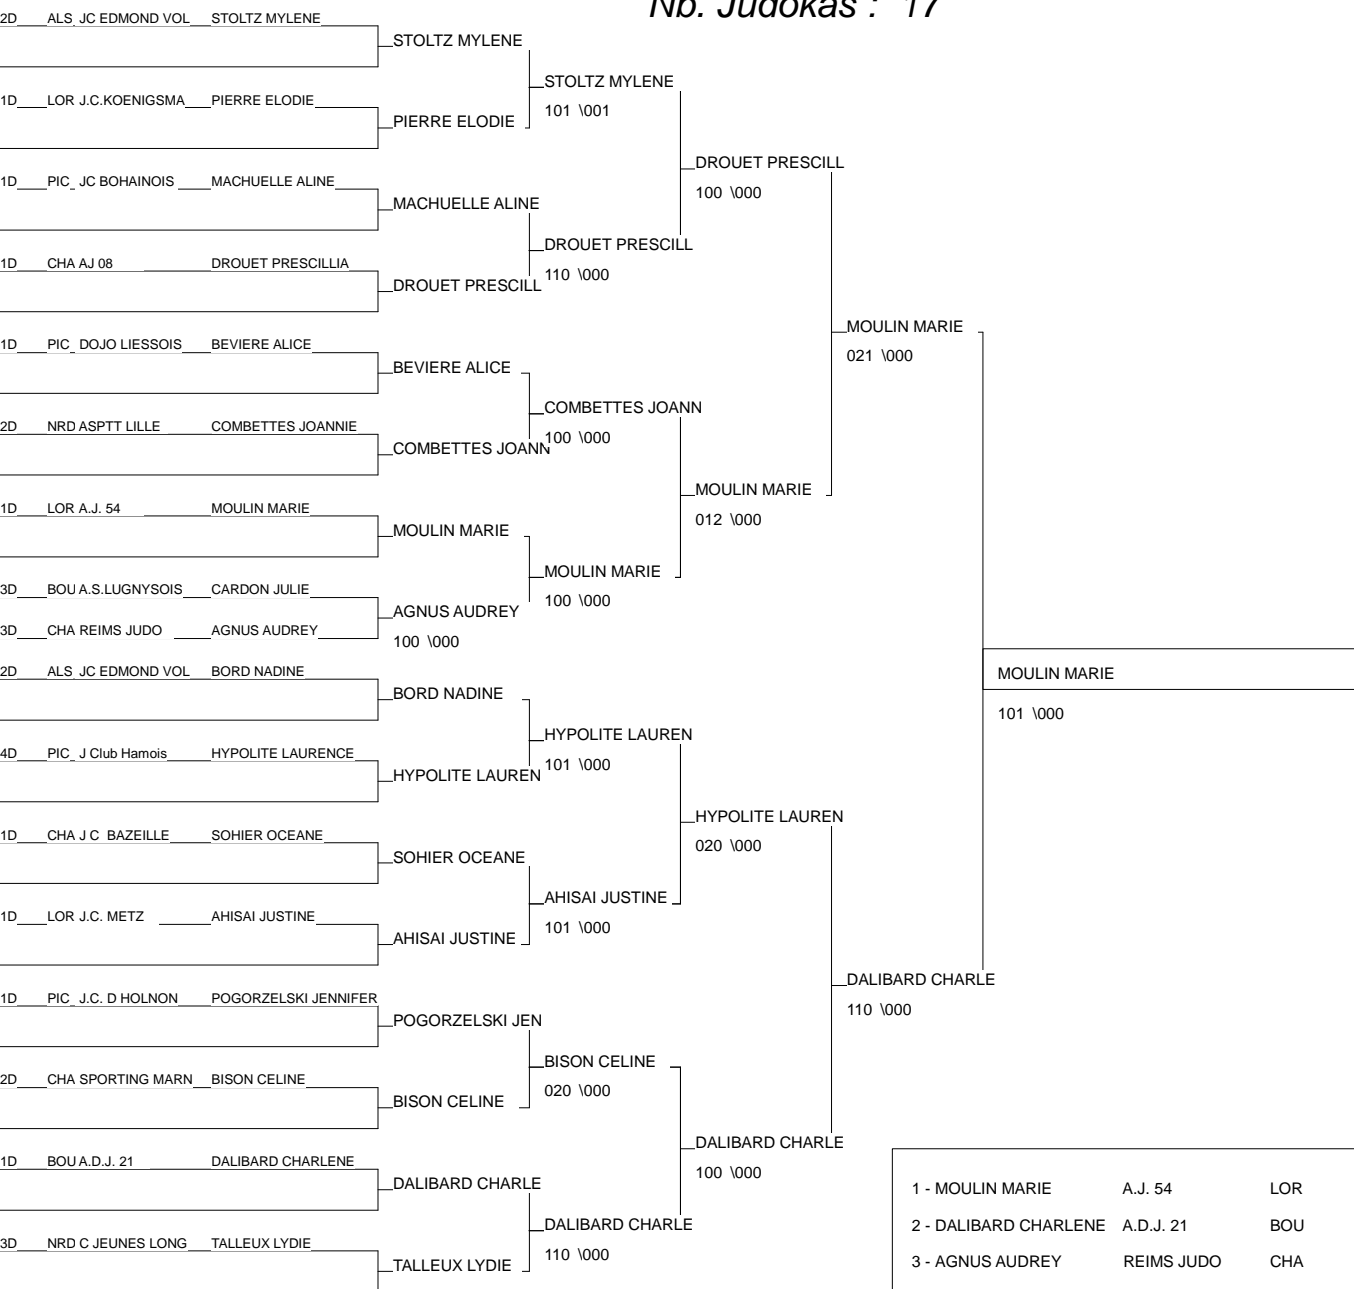 Nb. Judokas : 17
2D ALS JC EDMOND VOL STOLTZ MYLENE
STOLTZ MYLENE
STOLTZ MYLENE
1D LOR J.C.KOENIGSMA PIERRE ELODIE
101 \001
PIERRE ELODIE
DROUET PRESCILL
1D PIC JC BOHAINOIS MACHUELLE ALINE
100 \000
MACHUELLE ALINE
DROUET PRESCILL
1D CHA AJ 08 DROUET PRESCILLIA
110 \000
DROUET PRESCILL
MOULIN MARIE
1D PIC DOJO LIESSOIS BEVIERE ALICE
021 \000
BEVIERE ALICE
COMBETTES JOANN
2D NRD ASPTT LILLE COMBETTES JOANNIE
100 \000
COMBETTES JOANN
MOULIN MARIE
1D LOR A.J. 54 MOULIN MARIE
012 \000
MOULIN MARIE
MOULIN MARIE
3D BOU A.S.LUGNYSOIS CARDON JULIE
100 \000
AGNUS AUDREY
3D CHA REIMS JUDO AGNUS AUDREY
100 \000
2D ALS JC EDMOND VOL BORD NADINE
MOULIN MARIE
BORD NADINE
101 \000
HYPOLITE LAUREN
4D PIC J Club Hamois HYPOLITE LAURENCE
101 \000
HYPOLITE LAUREN
HYPOLITE LAUREN
1D CHA J C BAZEILLE SOHIER OCEANE
020 \000
SOHIER OCEANE
AHISAI JUSTINE
1D LOR J.C. METZ AHISAI JUSTINE
101 \000
AHISAI JUSTINE
DALIBARD CHARLE
1D PIC J.C. D HOLNON POGORZELSKI JENNIFER
110 \000
POGORZELSKI JEN
BISON CELINE
2D CHA SPORTING MARN BISON CELINE
020 \000
BISON CELINE
DALIBARD CHARLE
1D BOU A.D.J. 21 DALIBARD CHARLENE
100 \000
DALIBARD CHARLE
1 - MOULIN MARIE A.J. 54 LOR
DALIBARD CHARLE
2 - DALIBARD CHARLENE A.D.J. 21 BOU
3D NRD C JEUNES LONG TALLEUX LYDIE
110 \000
TALLEUX LYDIE
3 - AGNUS AUDREY REIMS JUDO CHA